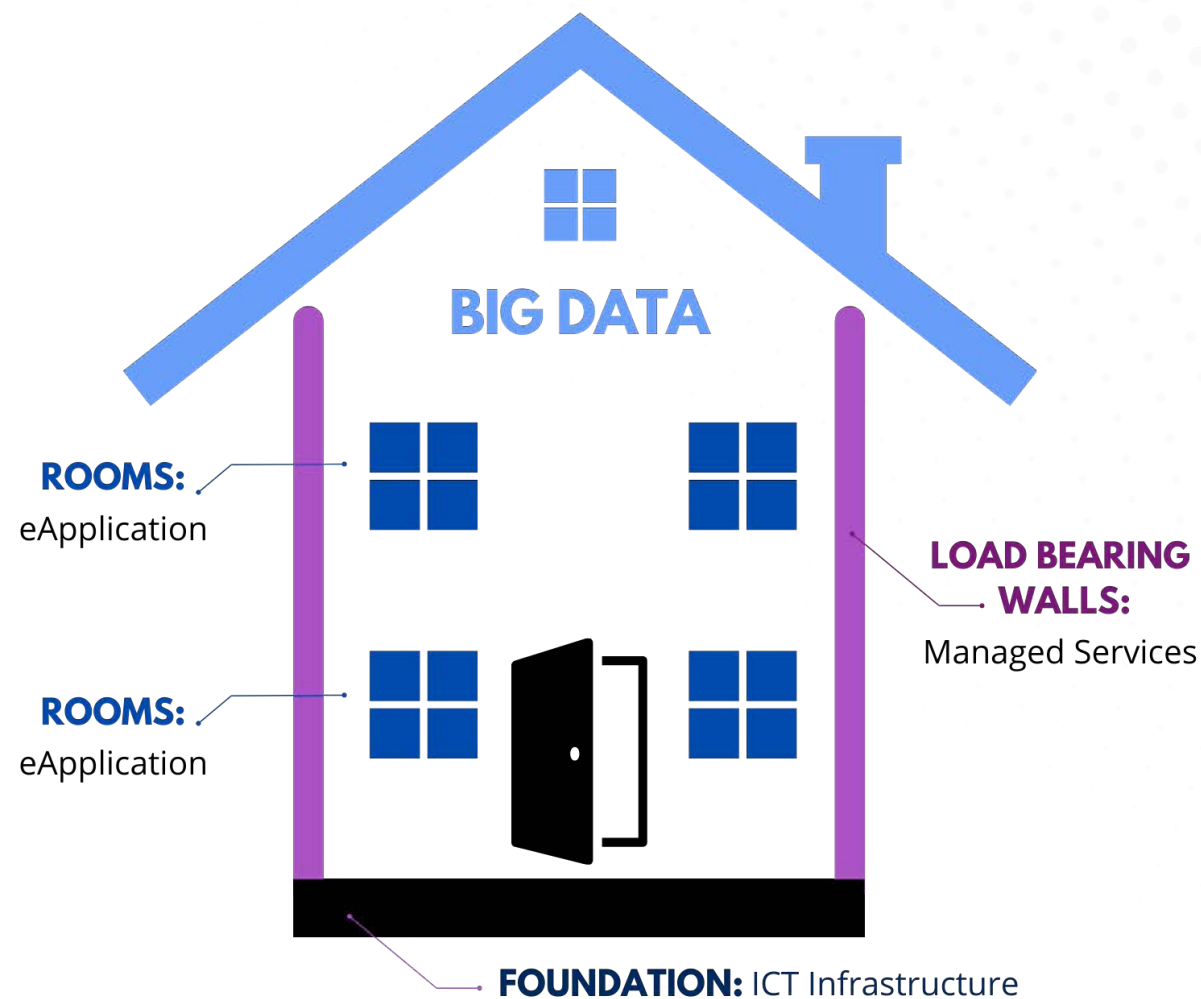 BIG DATA
ROOMS:
eApplication
LOAD BEARING
WALLS:
Managed Services
ROOMS:
eApplication
FOUNDATION: ICT Infrastructure